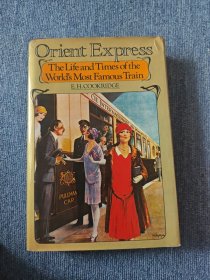 Orient Express
The Life and Times of the
World's Most Famous Train
E. H. COOKRIDGE
PULLMAN
CAR